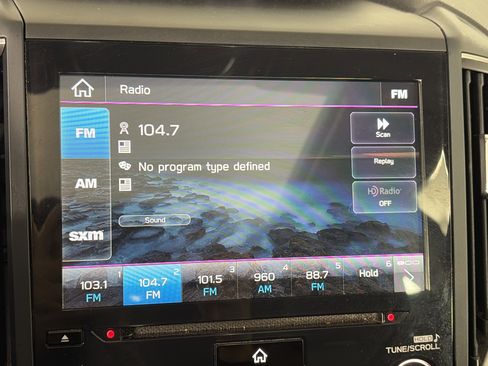 Radio
FM
FM
AM
sxm
104.7
No program type defined
Sound
Scan
Replay
HD Radio
OFF
1
103.1
FM
2
104.7
FM
3
101.5
FM
4
960
AM
5
88.7
FM
6
Hold
HOLD
TUNE/SCROLL